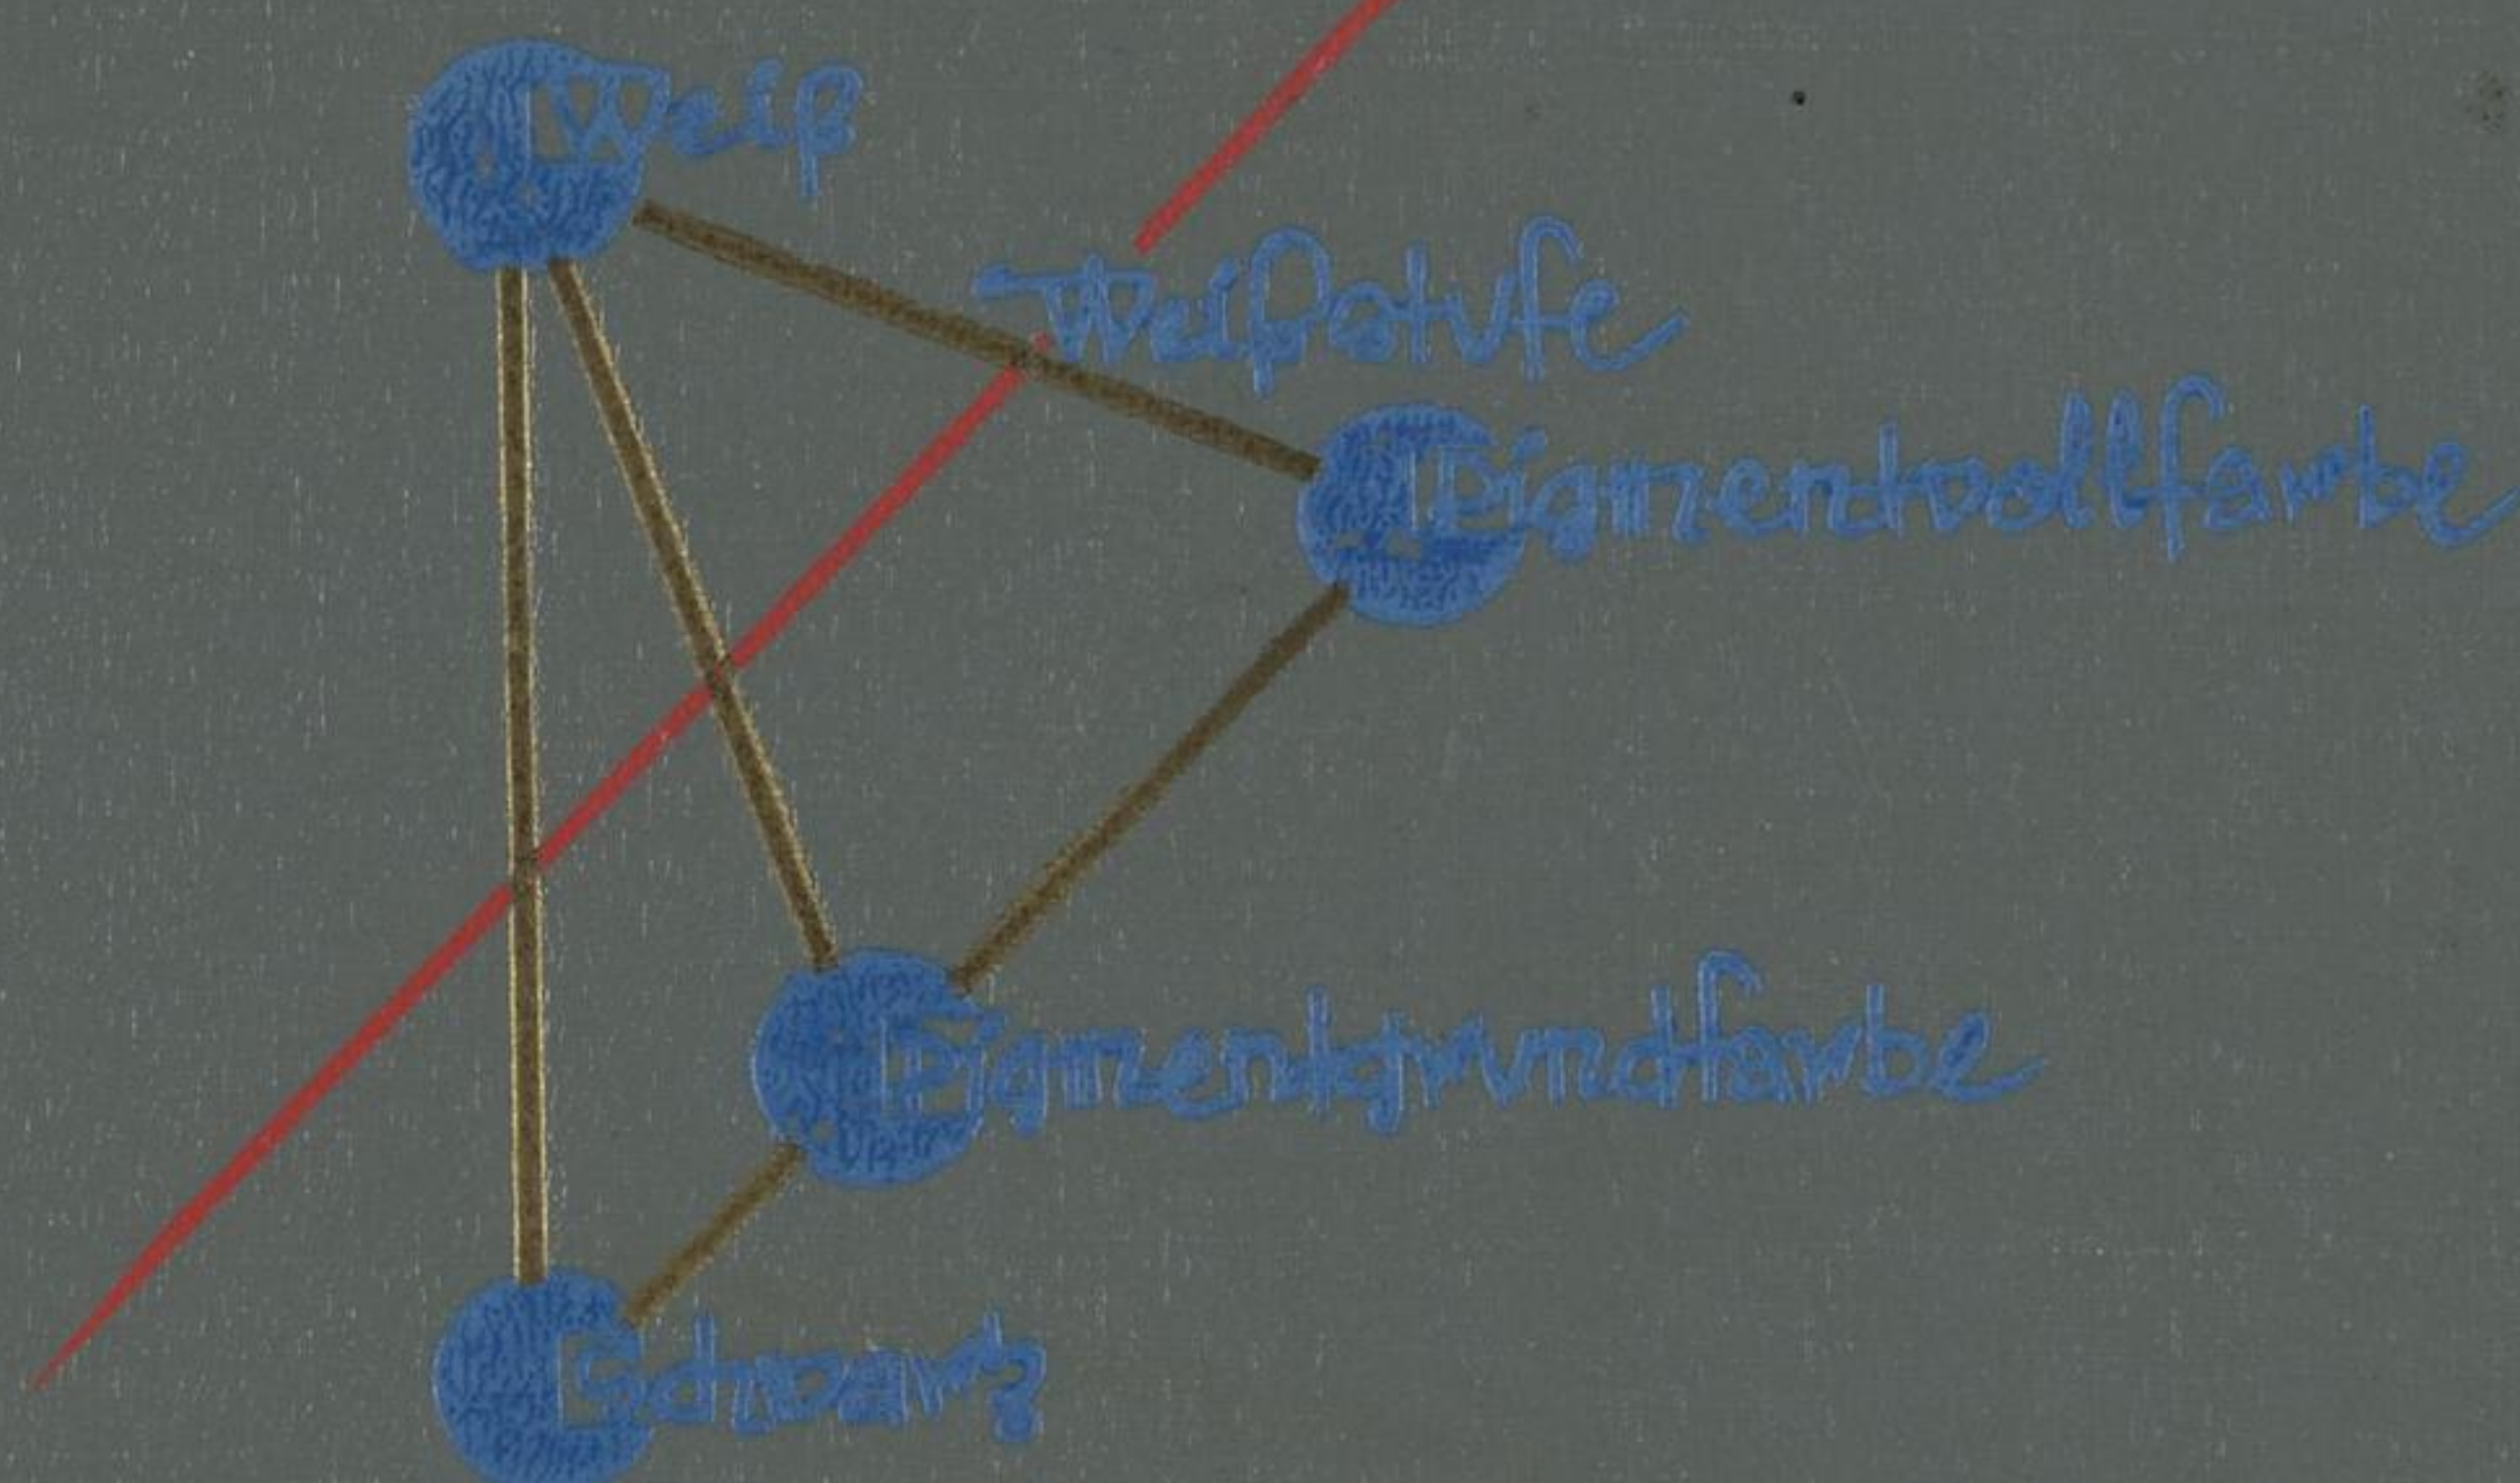 Weiß
Weißstufe
Pigmentvollfarbe
Pigmentgrundfarbe
Schwarz